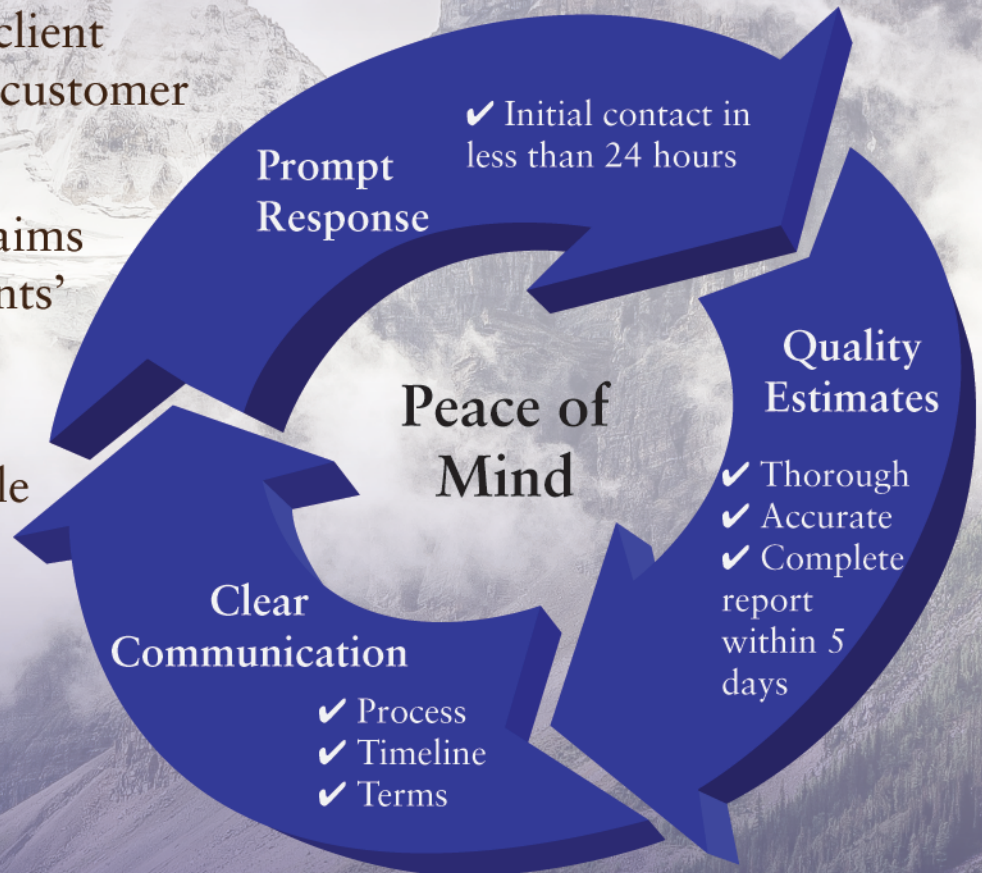 client
customer
aims
nts’
le
Prompt
Response
✔ Initial contact in
less than 24 hours
Quality
Estimates
✔ Thorough
✔ Accurate
✔ Complete
report
within 5
days
Peace of
Mind
Clear
Communication
✔ Process
✔ Timeline
✔ Terms